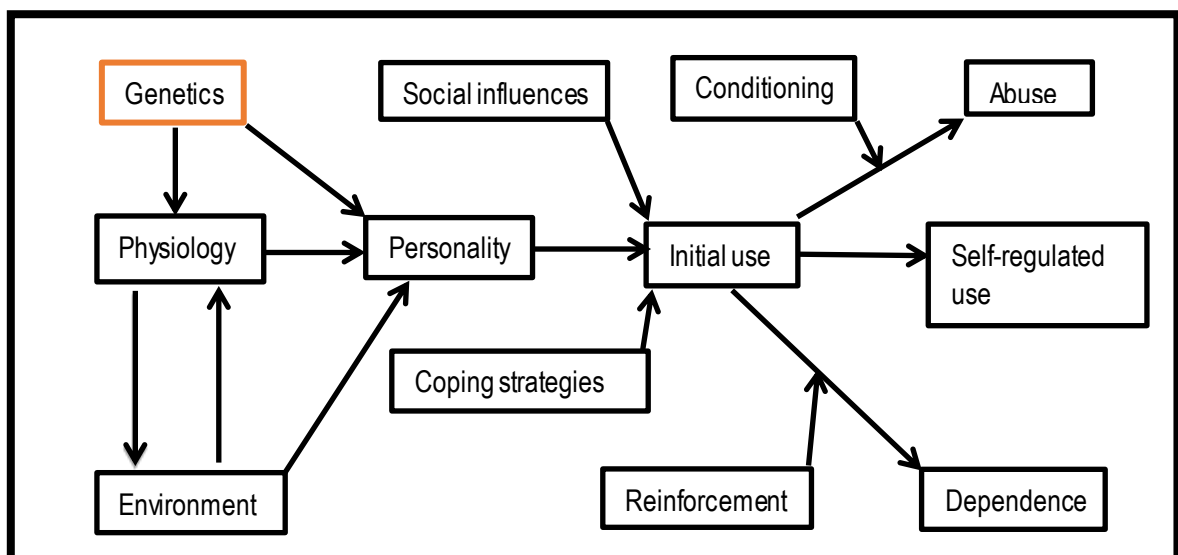 Genetics
Social influences
Conditioning
Abuse
Physiology
Personality
Initial use
Self-regulated
use
Coping strategies
Environment
Reinforcement
Dependence